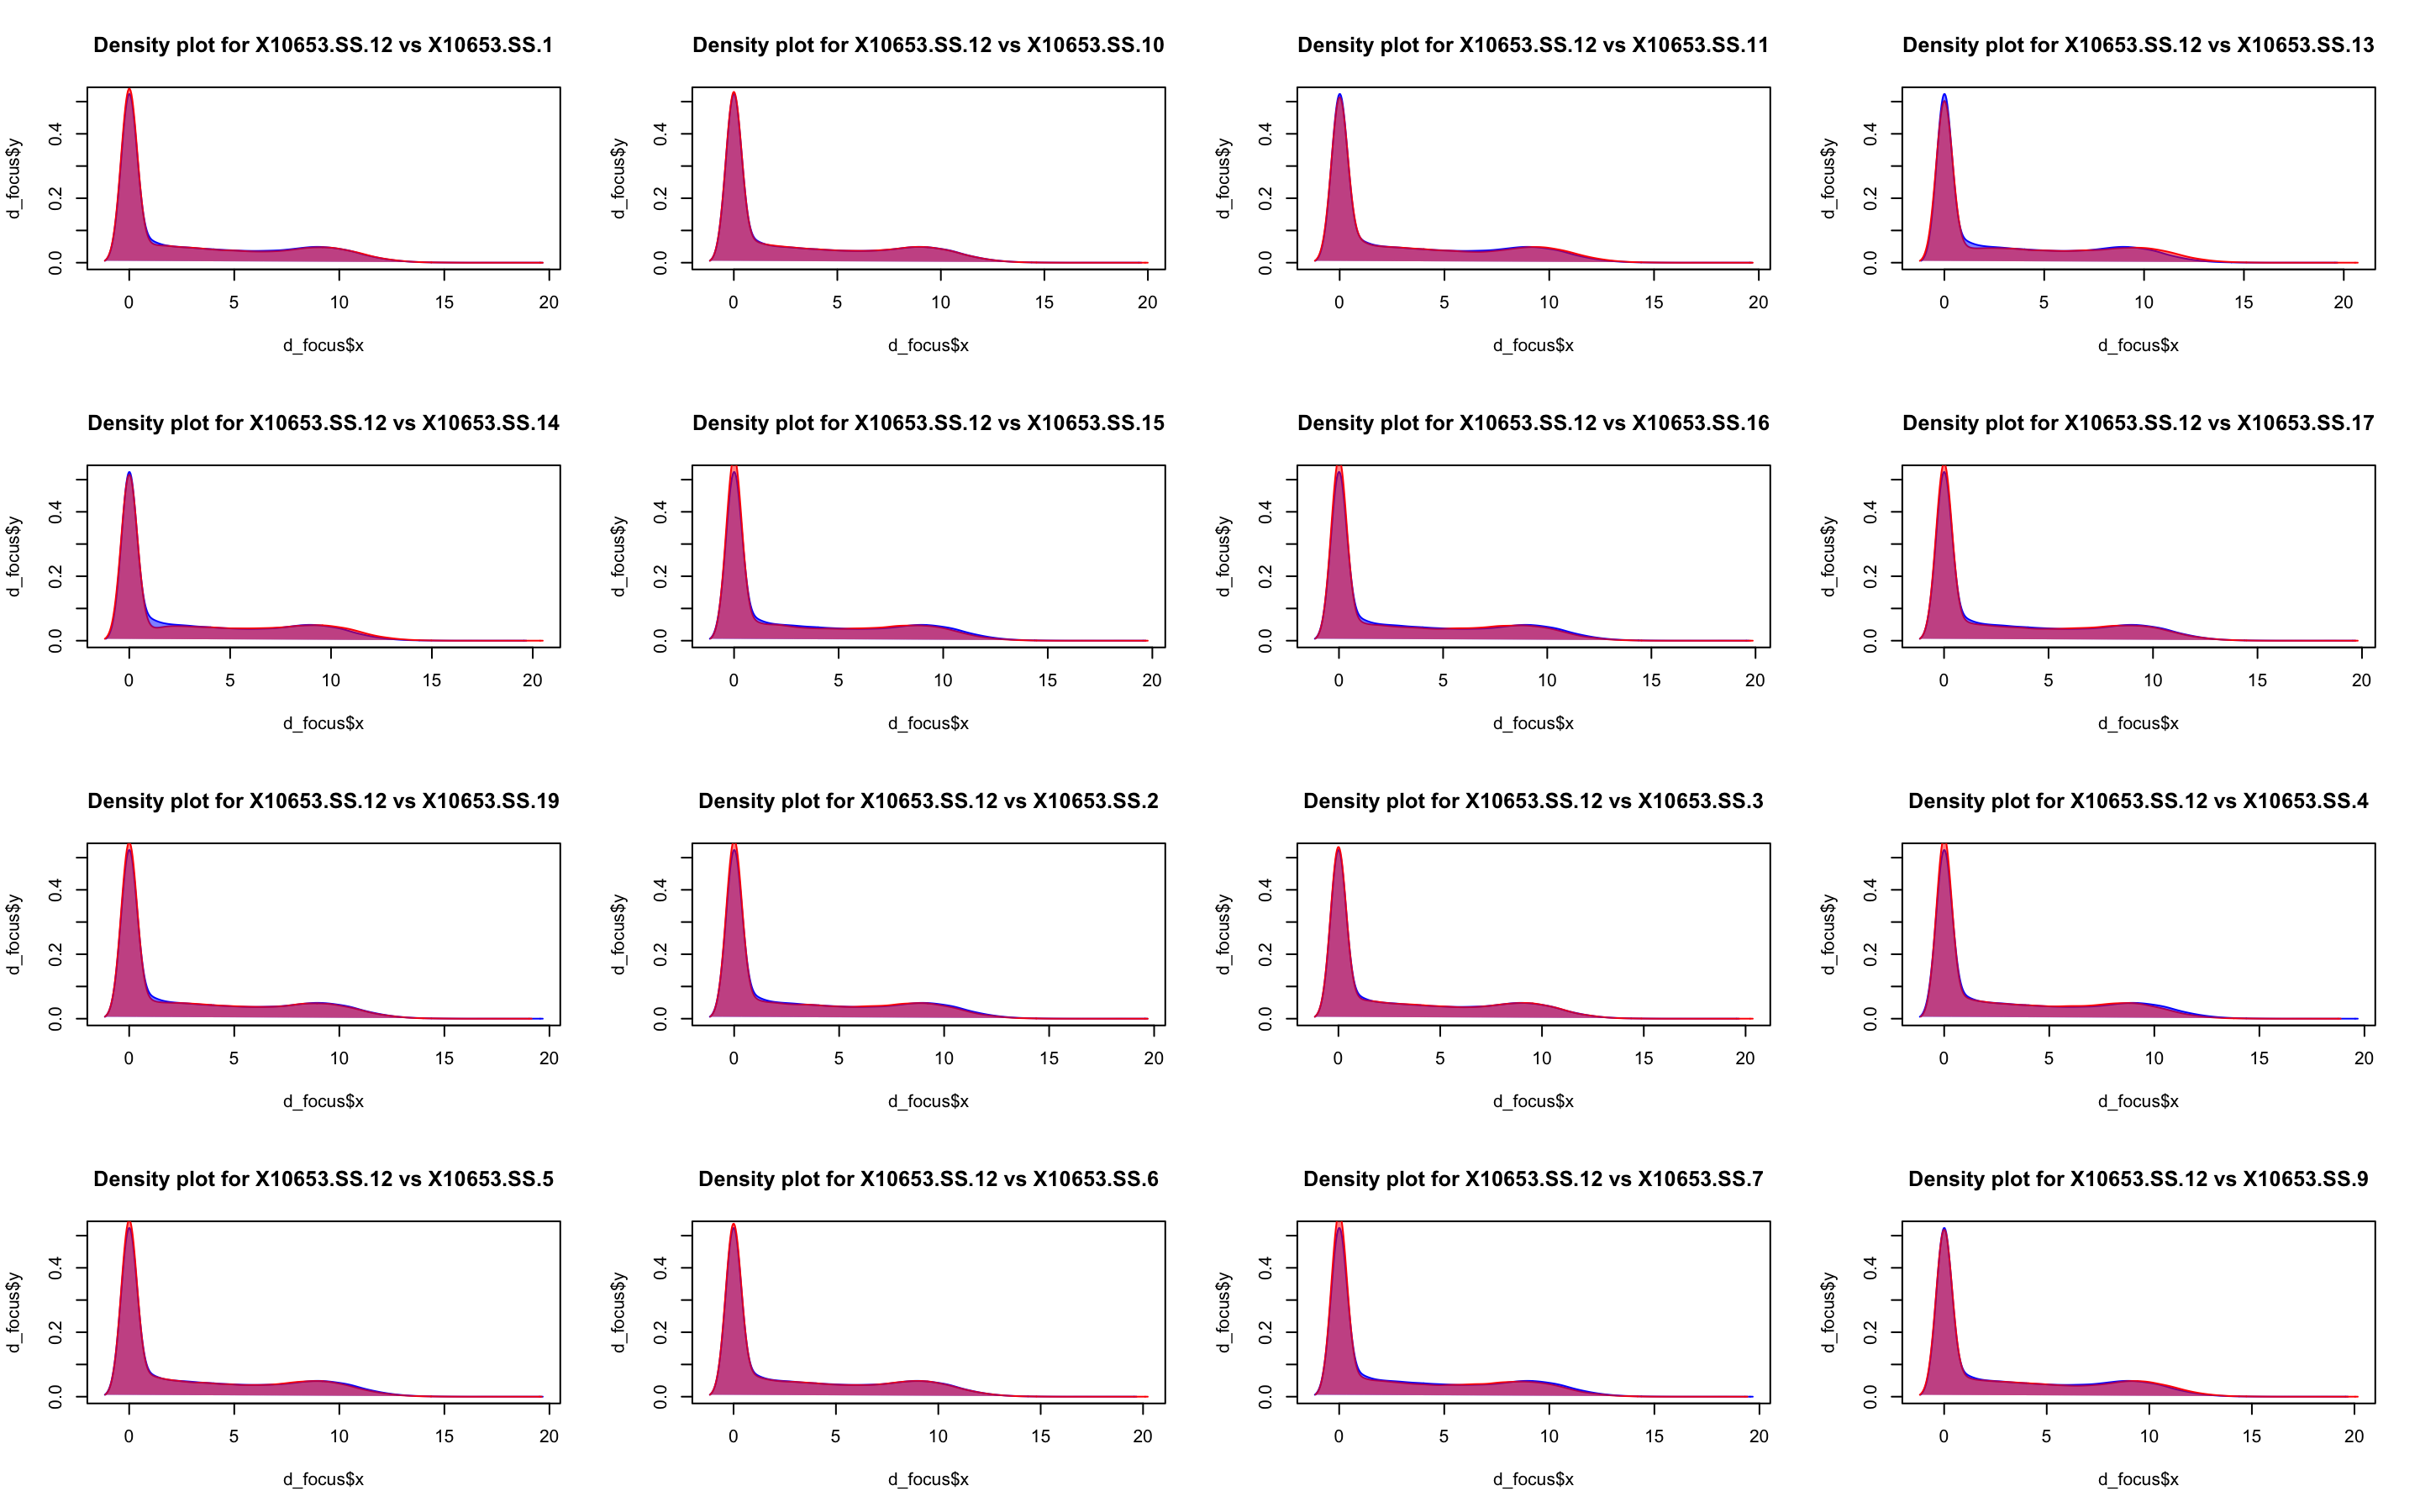 Density plot for X10653.SS.12 vs X10653.SS.1
d_focus$y
0.0 0.2 0.4
0 5 10 15 20
d_focus$x
Density plot for X10653.SS.12 vs X10653.SS.10
d_focus$y
0.0 0.2 0.4
0 5 10 15 20
d_focus$x
Density plot for X10653.SS.12 vs X10653.SS.11
d_focus$y
0.0 0.2 0.4
0 5 10 15 20
d_focus$x
Density plot for X10653.SS.12 vs X10653.SS.13
d_focus$y
0.0 0.2 0.4
0 5 10 15 20
d_focus$x
Density plot for X10653.SS.12 vs X10653.SS.14
d_focus$y
0.0 0.2 0.4
0 5 10 15 20
d_focus$x
Density plot for X10653.SS.12 vs X10653.SS.15
d_focus$y
0.0 0.2 0.4
0 5 10 15 20
d_focus$x
Density plot for X10653.SS.12 vs X10653.SS.16
d_focus$y
0.0 0.2 0.4
0 5 10 15 20
d_focus$x
Density plot for X10653.SS.12 vs X10653.SS.17
d_focus$y
0.0 0.2 0.4
0 5 10 15 20
d_focus$x
Density plot for X10653.SS.12 vs X10653.SS.19
d_focus$y
0.0 0.2 0.4
0 5 10 15 20
d_focus$x
Density plot for X10653.SS.12 vs X10653.SS.2
d_focus$y
0.0 0.2 0.4
0 5 10 15 20
d_focus$x
Density plot for X10653.SS.12 vs X10653.SS.3
d_focus$y
0.0 0.2 0.4
0 5 10 15 20
d_focus$x
Density plot for X10653.SS.12 vs X10653.SS.4
d_focus$y
0.0 0.2 0.4
0 5 10 15 20
d_focus$x
Density plot for X10653.SS.12 vs X10653.SS.5
d_focus$y
0.0 0.2 0.4
0 5 10 15 20
d_focus$x
Density plot for X10653.SS.12 vs X10653.SS.6
d_focus$y
0.0 0.2 0.4
0 5 10 15 20
d_focus$x
Density plot for X10653.SS.12 vs X10653.SS.7
d_focus$y
0.0 0.2 0.4
0 5 10 15 20
d_focus$x
Density plot for X10653.SS.12 vs X10653.SS.9
d_focus$y
0.0 0.2 0.4
0 5 10 15 20
d_focus$x